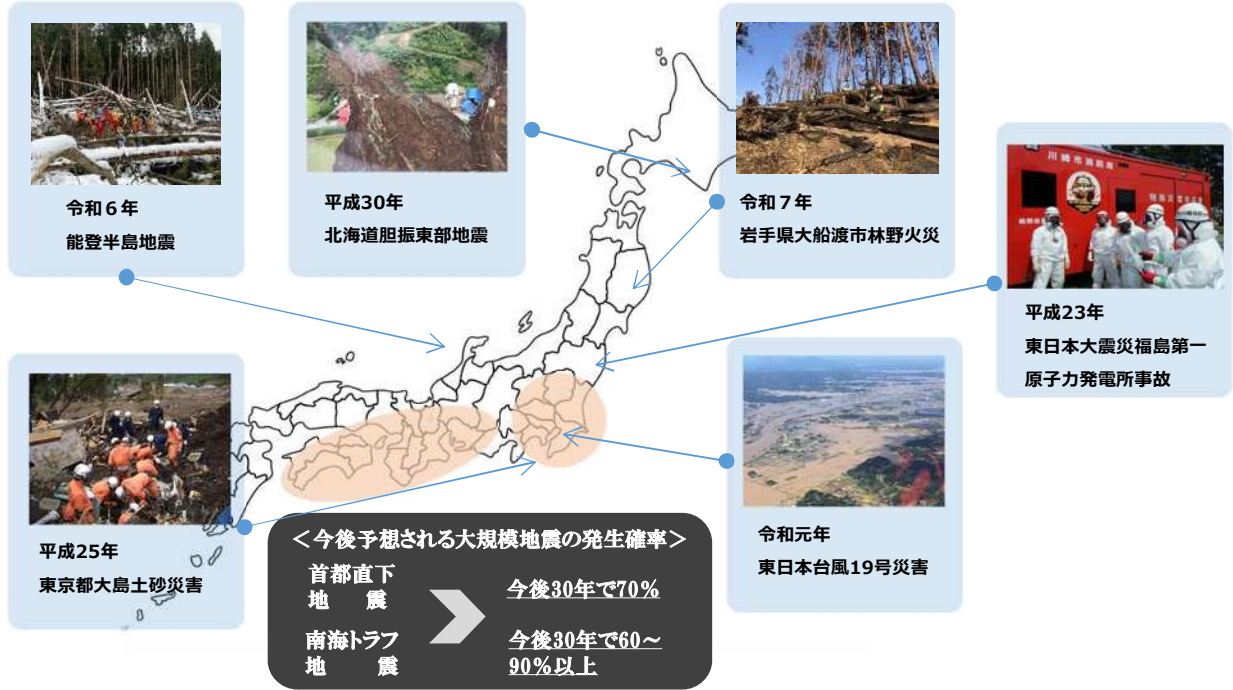 令和６年
能登半島地震
平成30年
北海道胆振東部地震
令和７年
岩手県大船渡市林野火災
川崎市消防局
平成23年
東日本大震災福島第一
原子力発電所事故
平成25年
東京都大島土砂災害
令和元年
東日本台風19号災害
＜今後予想される大規模地震の発生確率＞
首都直下
地　震
今後30年で70%
南海トラフ
地　震
今後30年で60～
90%以上